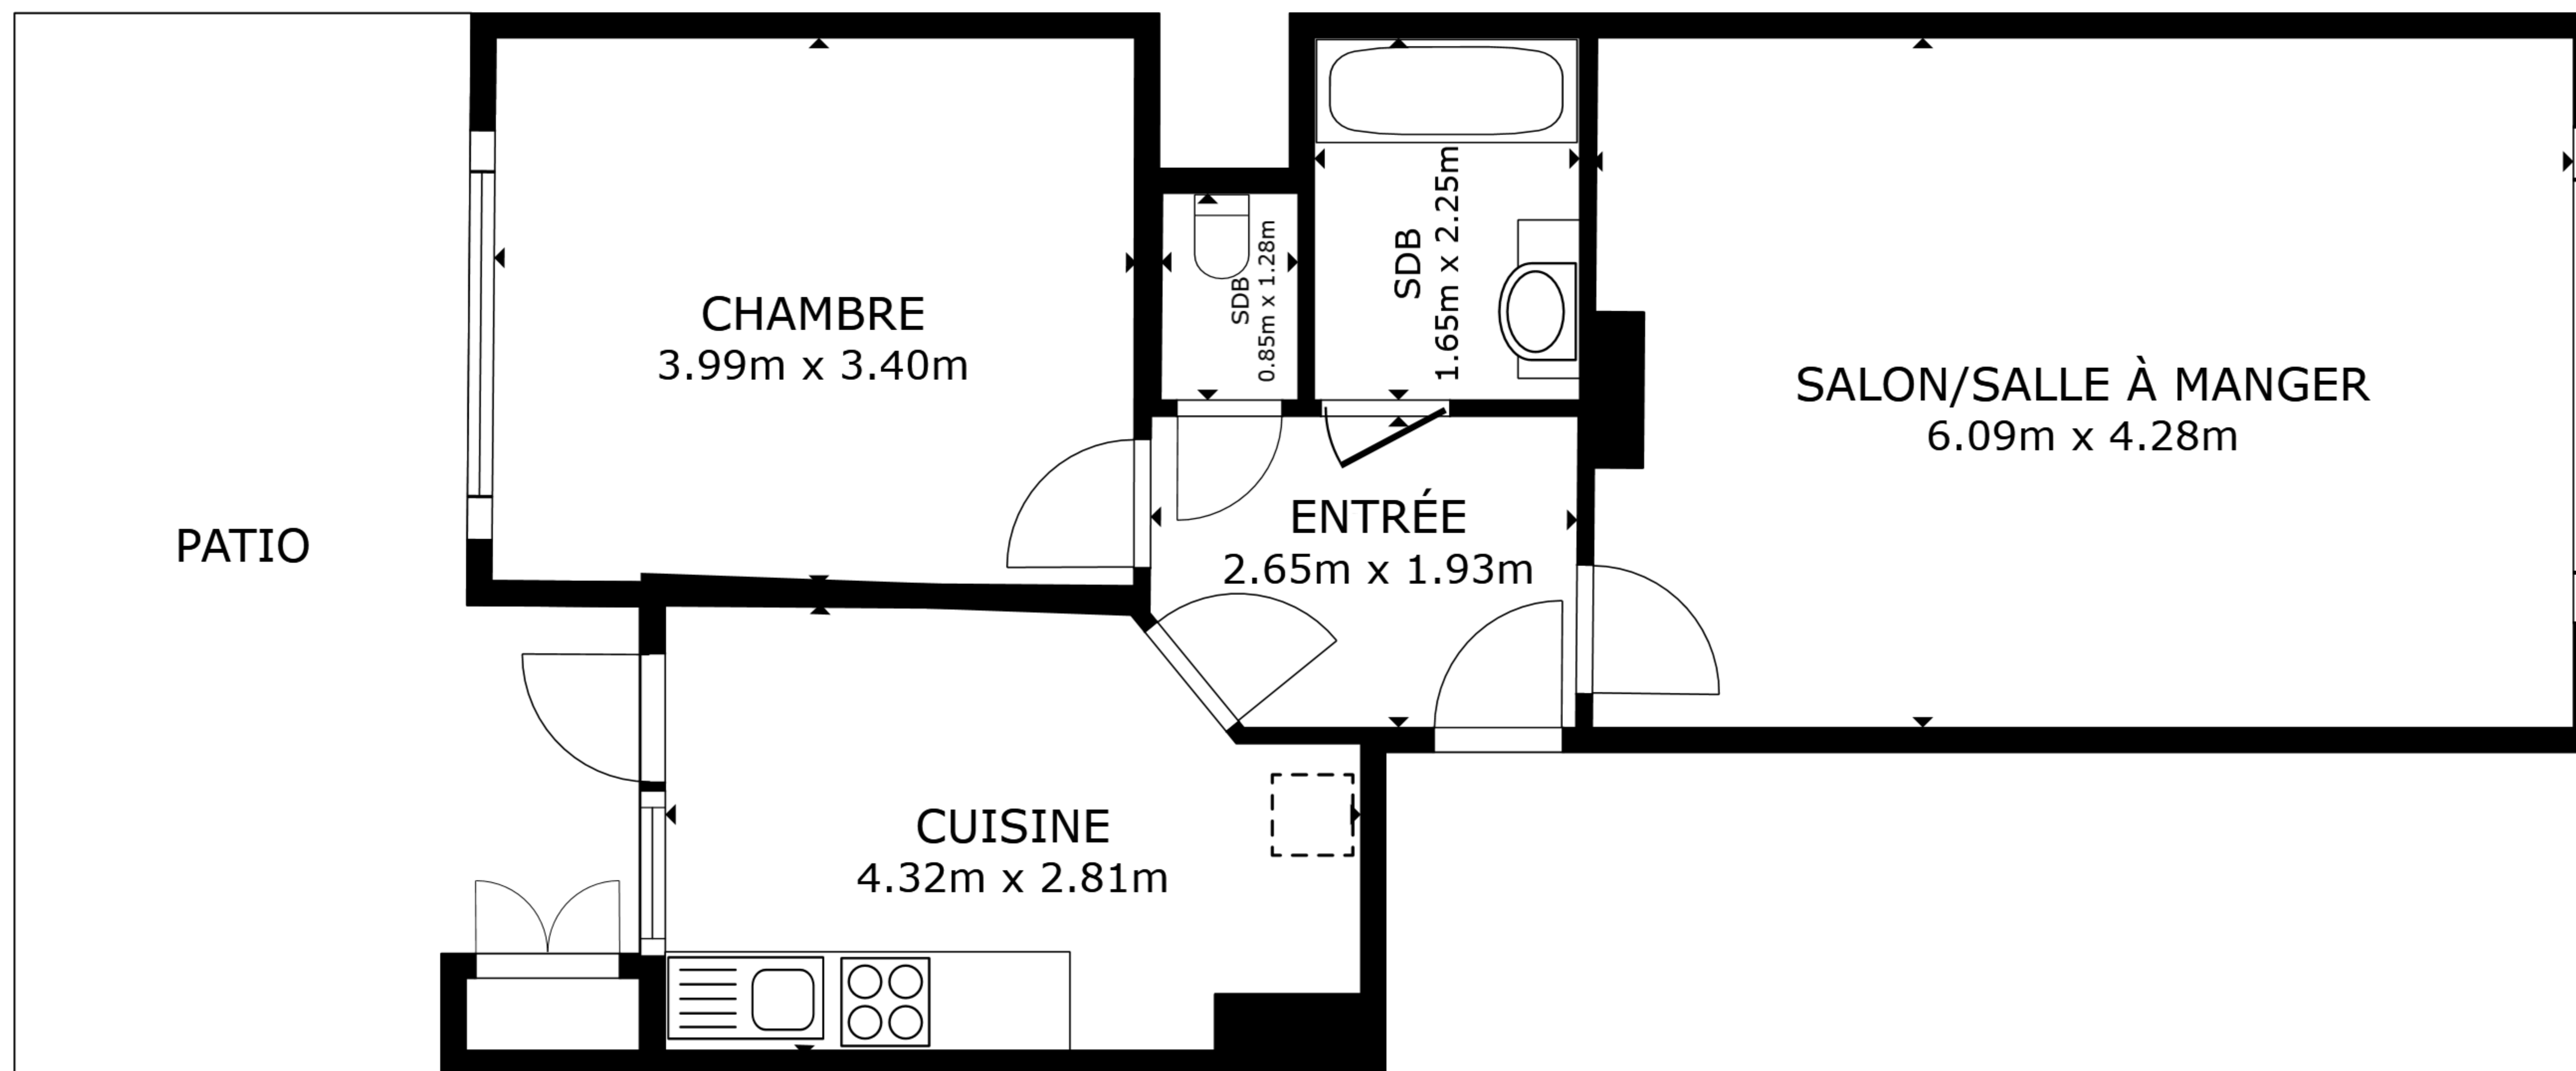 CHAMBRE
3.99m x 3.40m
SDB
0.85m x 1.28m
SDB
1.65m x 2.25m
SALON/SALLE À MANGER
6.09m x 4.28m
PATIO
ENTRÉE
2.65m x 1.93m
CUISINE
4.32m x 2.81m